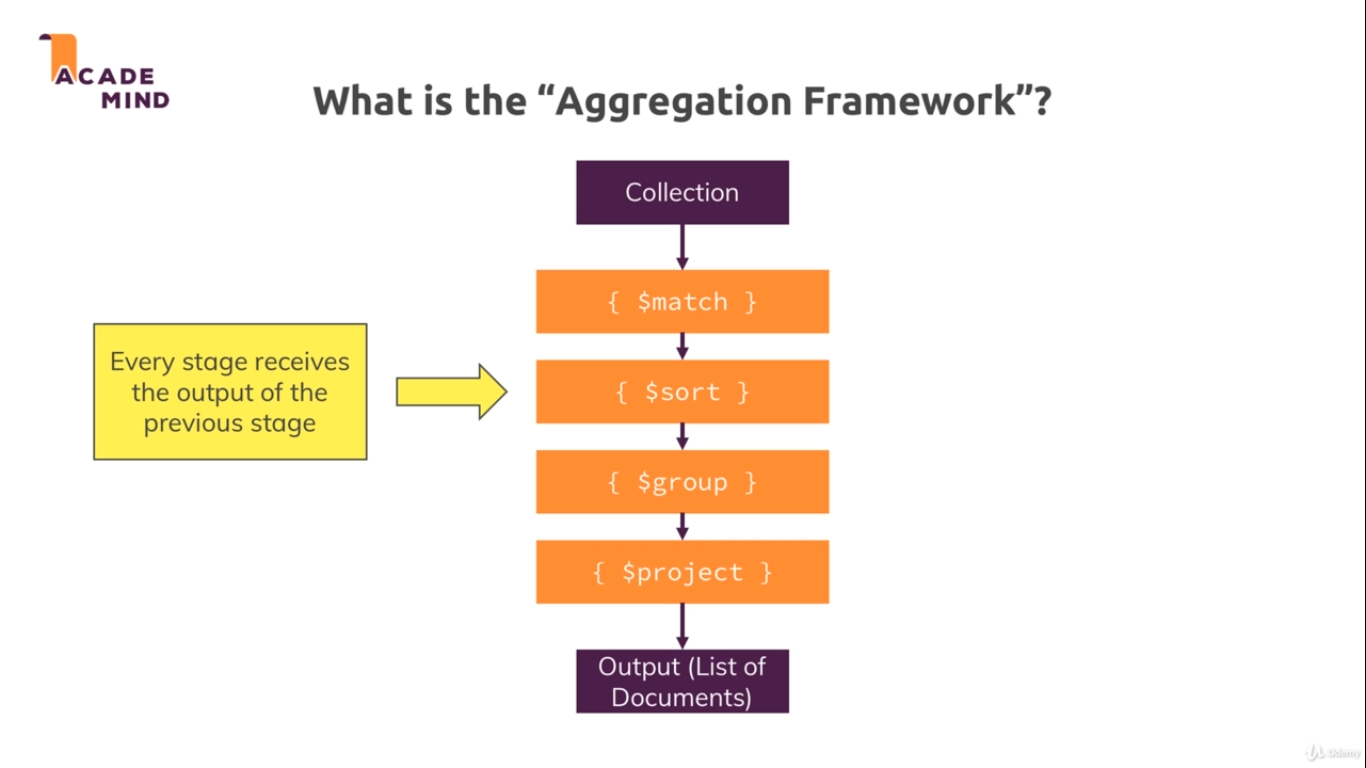 ACADE
MIND
What is the “Aggregation Framework”?
Collection
{ $match }
Every stage receives
the output of the
previous stage
{ $sort }
{ $group }
{ $project }
Output (List of
Documents)
Udemy